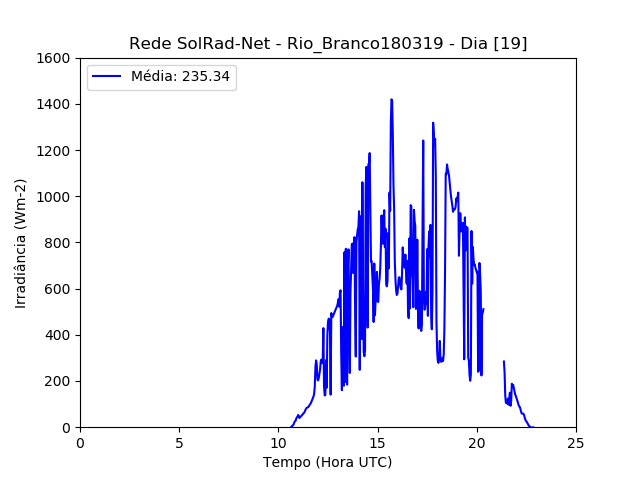 Rede SolRad-Net - Rio_Branco180319 - Dia [19]
Média: 235.34
Irradiância (Wm-2)
1600
1400
1200
1000
800
600
400
200
0
0 5 10 15 20 25
Tempo (Hora UTC)